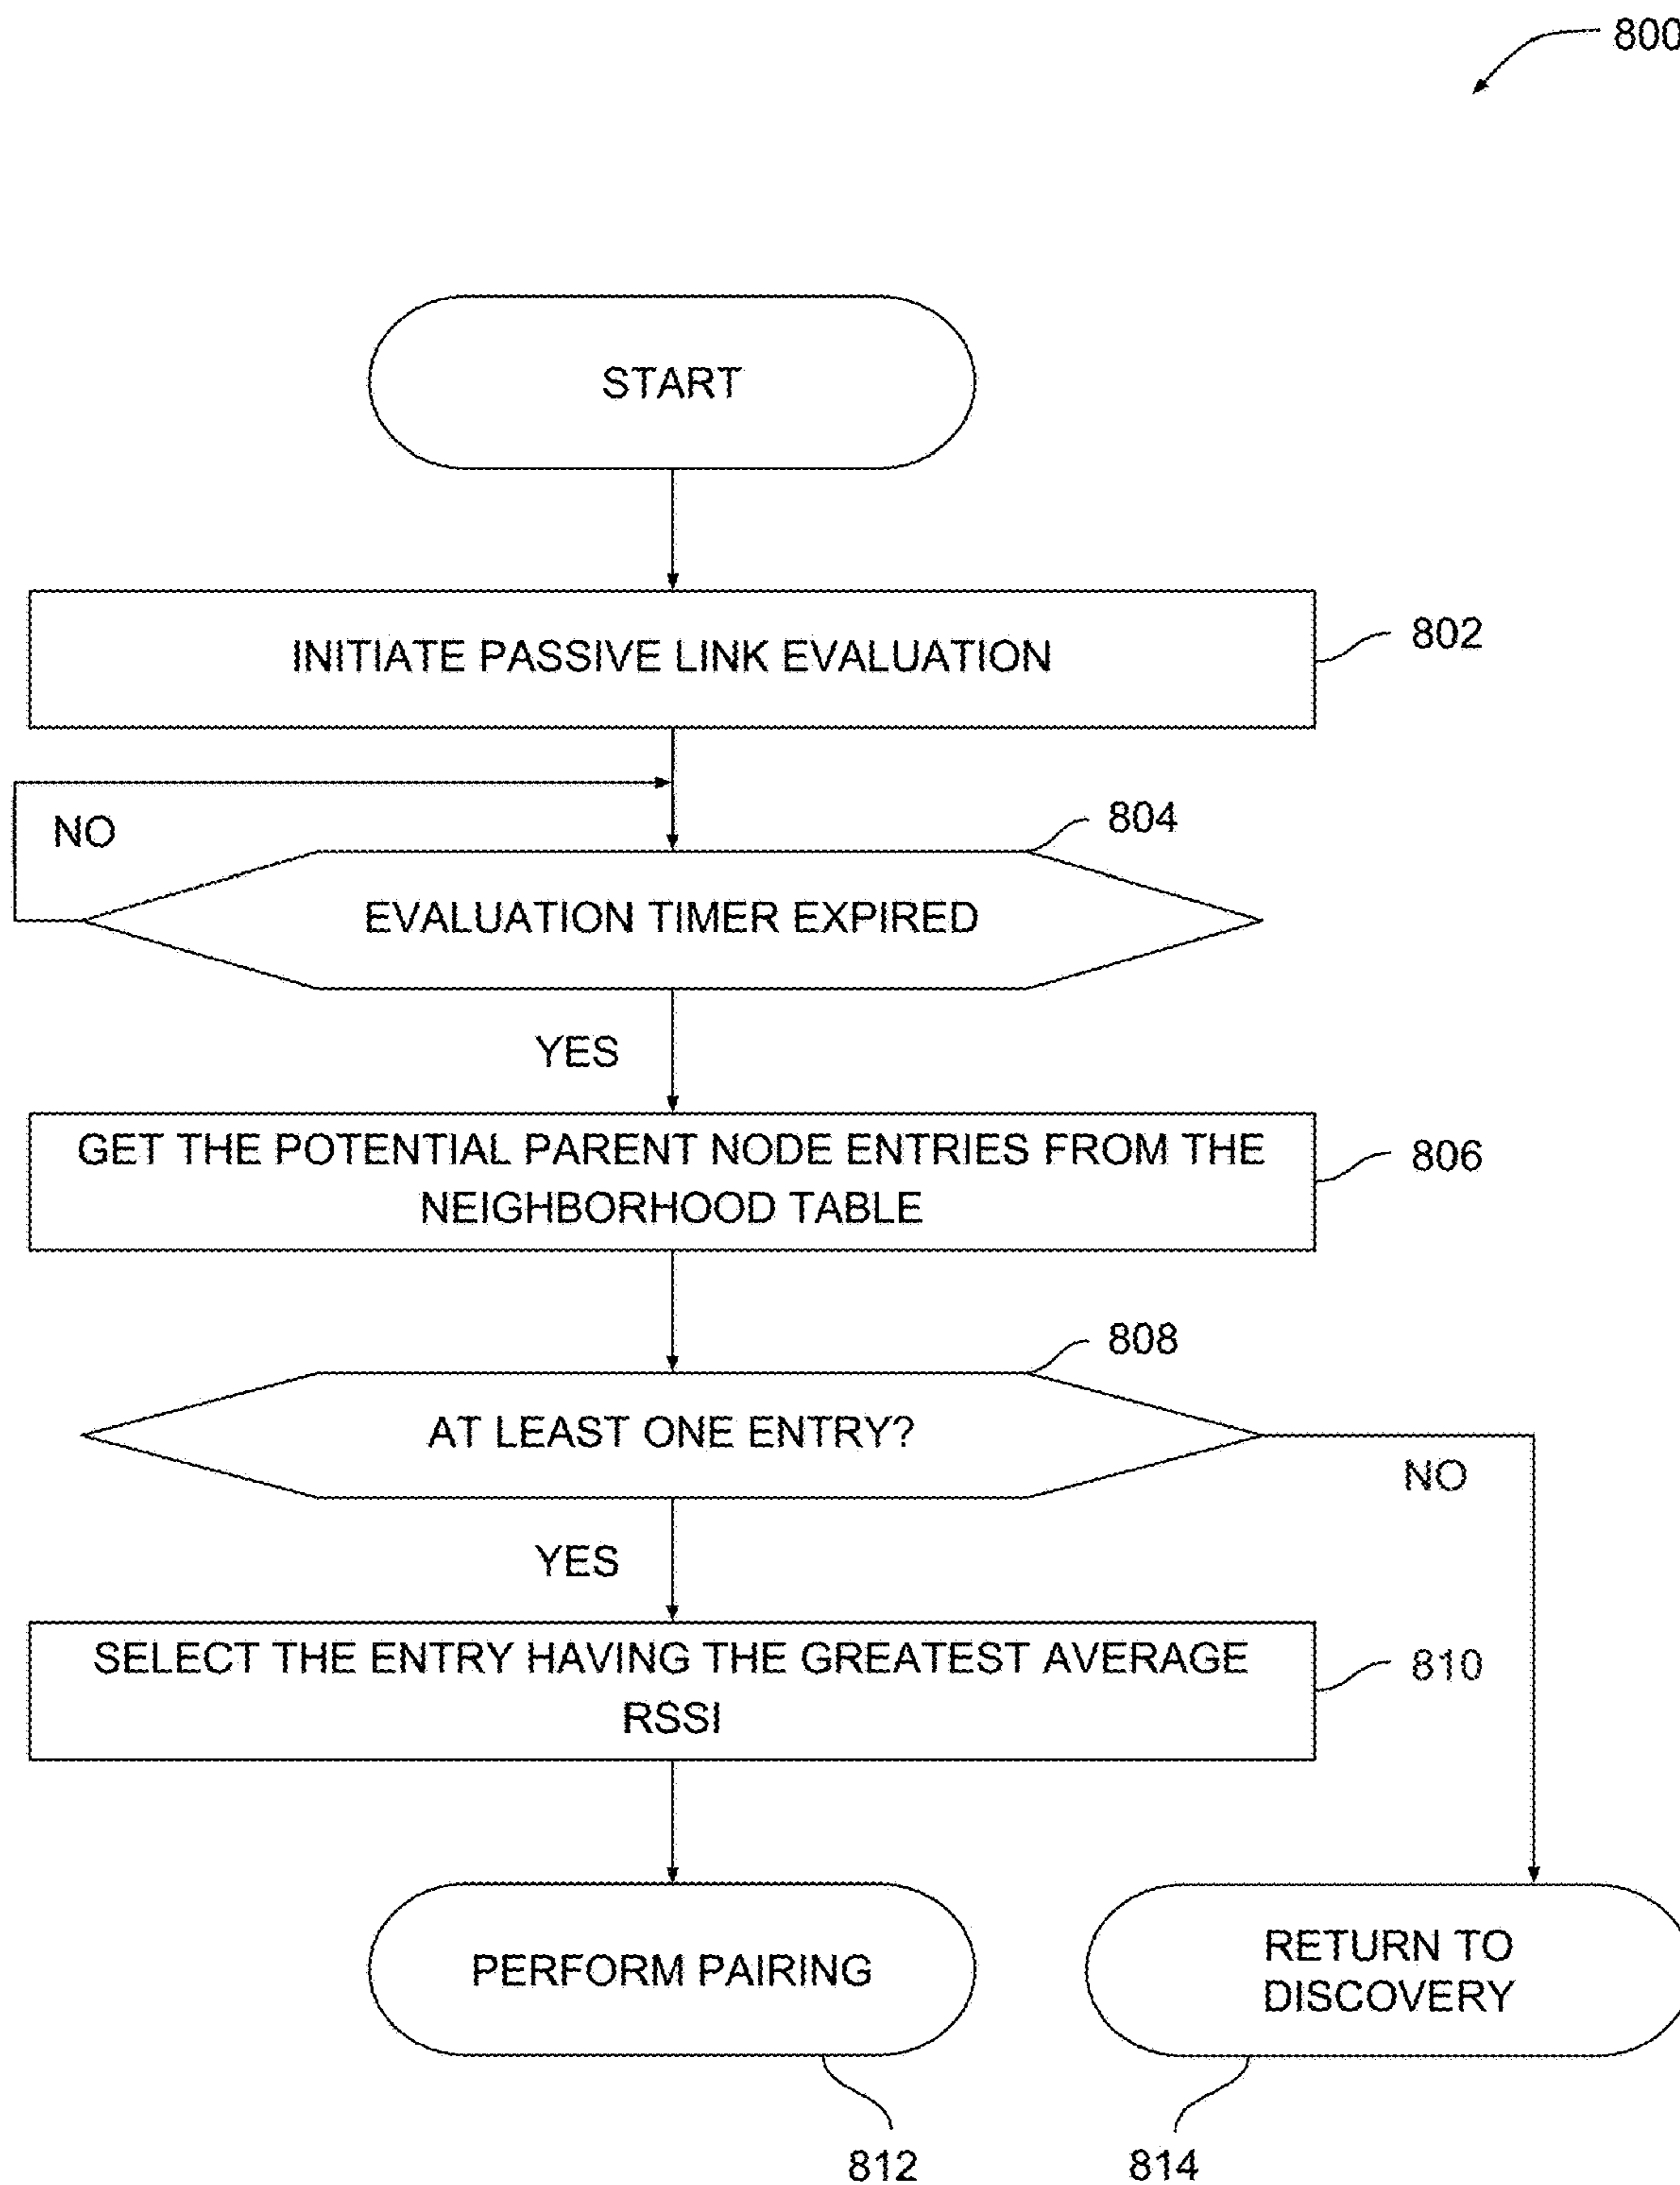 800
START
INITIATE PASSIVE LINK EVALUATION
802
NO
804
EVALUATION TIMER EXPIRED
YES
GET THE POTENTIAL PARENT NODE ENTRIES FROM THE
NEIGHBORHOOD TABLE
806
808
AT LEAST ONE ENTRY?
NO
YES
SELECT THE ENTRY HAVING THE GREATEST AVERAGE
RSSI
810
PERFORM PAIRING
RETURN TO
DISCOVERY
812
814